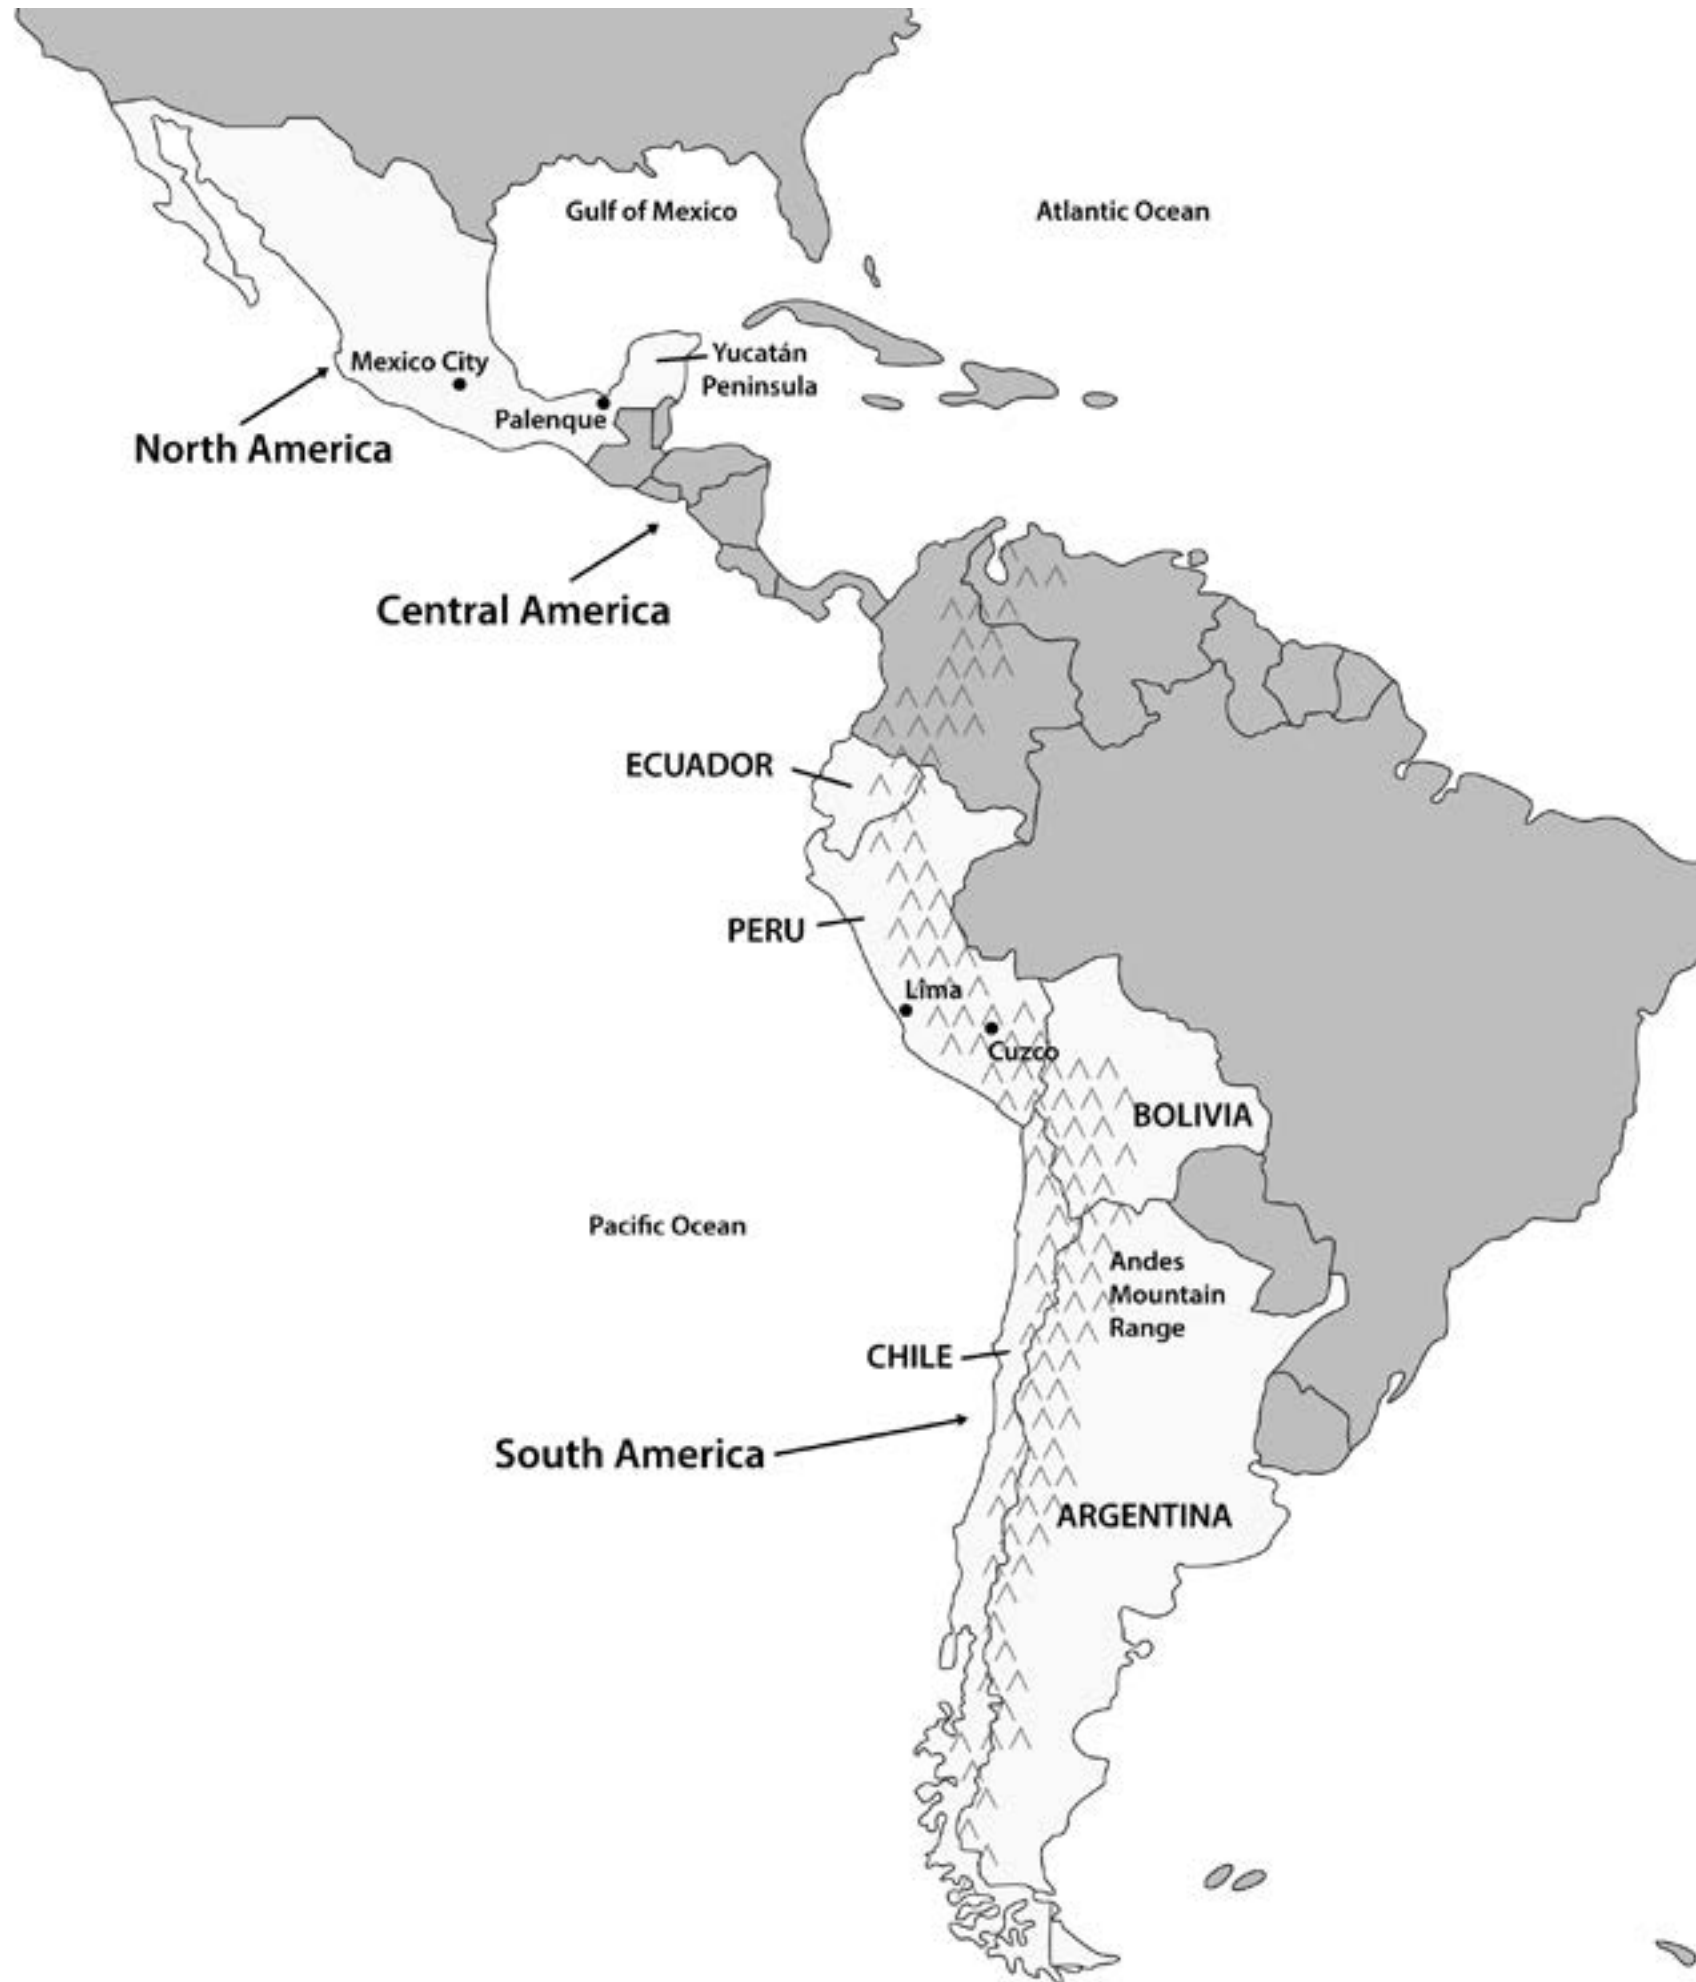 Gulf of Mexico
Atlantic Ocean
Yucatán
Peninsula
Mexico City
Palenque
North America
Central America
ECUADOR
PERU
Lima
Cuzco
BOLIVIA
Pacific Ocean
Andes
Mountain
Range
CHILE
South America
ARGENTINA